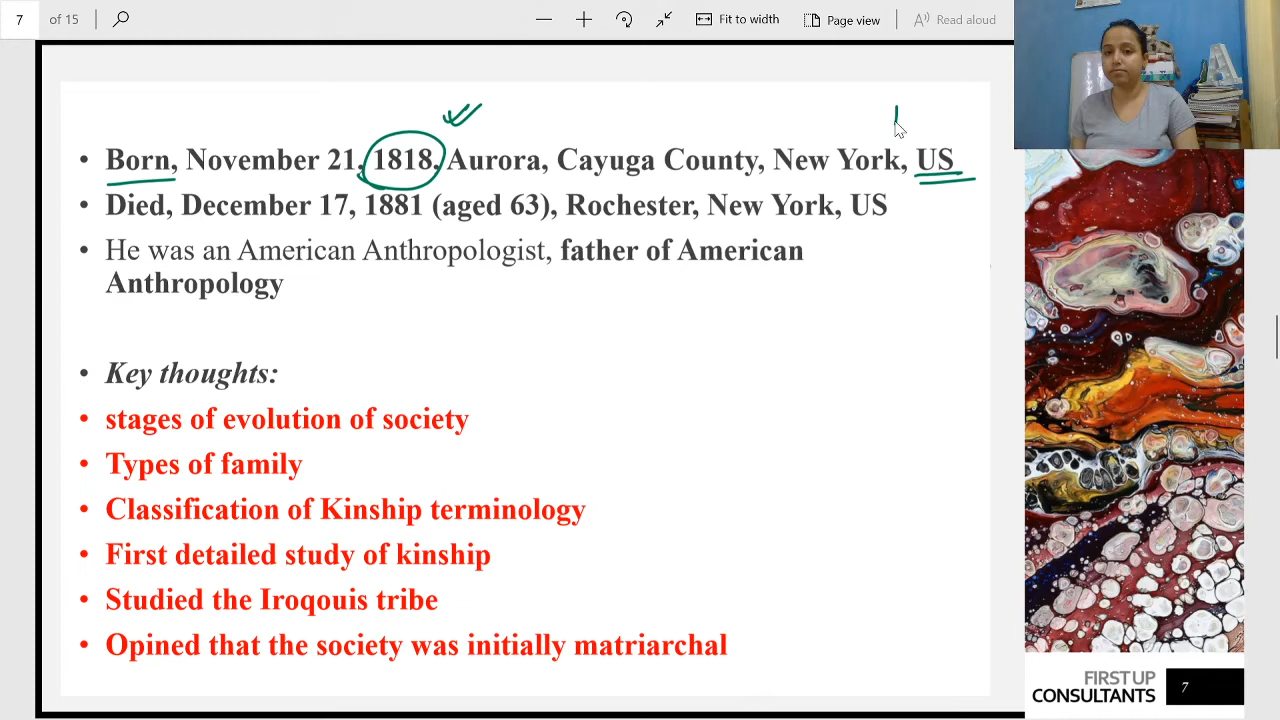 7 of 15
Fit to width
Page view
Read aloud
• Born, November 21, 1818, Aurora, Cayuga County, New York, US
• Died, December 17, 1881 (aged 63), Rochester, New York, US
• He was an American Anthropologist, father of American
Anthropology
• Key thoughts:
• stages of evolution of society
• Types of family
• Classification of Kinship terminology
• First detailed study of kinship
• Studied the Iroqouis tribe
• Opined that the society was initially matriarchal
FIRST UP
CONSULTANTS
7